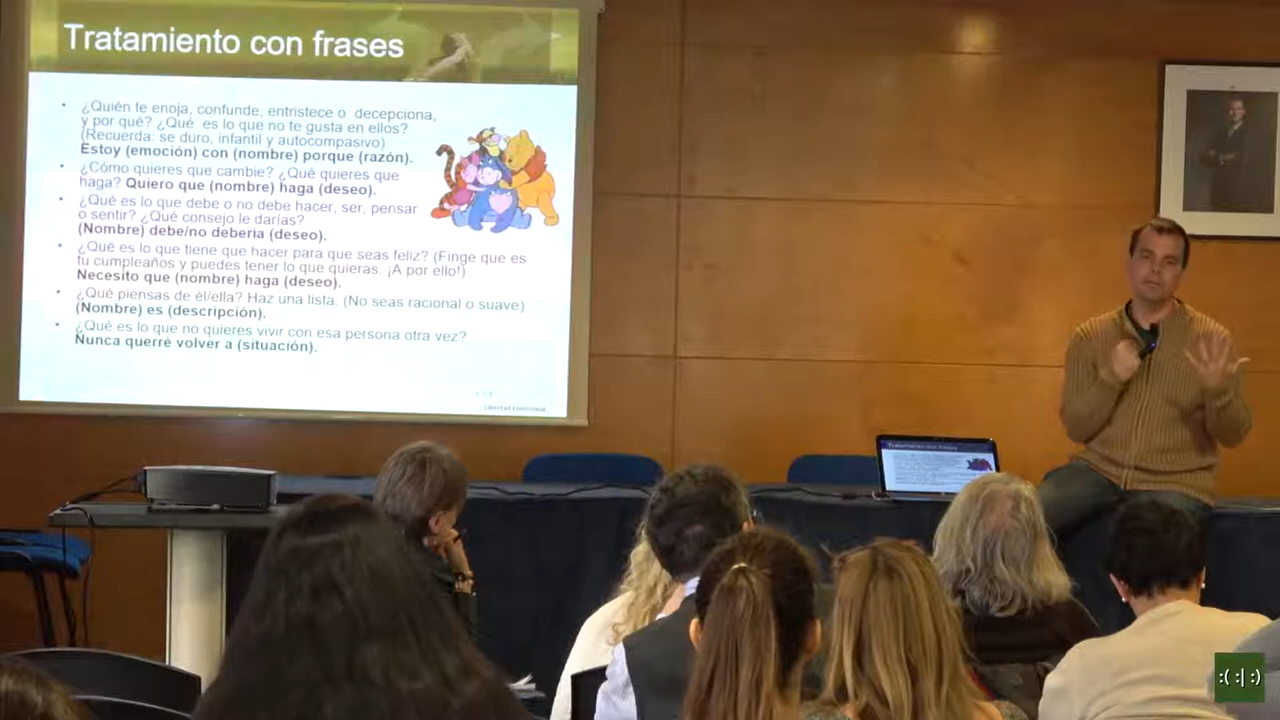 Tratamiento con frases
• ¿Quién te enoja, confunde, entristece o decepciona,
y por qué? ¿Qué es lo que no te gusta en ellos?
(Recuerda: se duro, infantil y autocompasivo)
Estoy (emoción) con (nombre) porque (razón).
• ¿Cómo quieres que cambie? ¿Qué quieres que
haga? Quiero que (nombre) haga (deseo).
• ¿Qué es lo que debe o no debe hacer, ser, pensar
o sentir? ¿Qué consejo le darías?
(Nombre) debe/no debería (deseo).
• ¿Qué es lo que tiene que hacer para que seas feliz? (Finge que es
tu cumpleaños y puedes tener lo que quieras. ¡A por ello!)
Necesito que (nombre) haga (deseo).
• ¿Qué piensas de él/ella? Haz una lista. (No seas racional o suave)
(Nombre) es (descripción).
• ¿Qué es lo que no quieres vivir con esa persona otra vez?
Nunca querré volver a (situación).
Libertad Emocional
Tratamiento con frases
:( :| :)